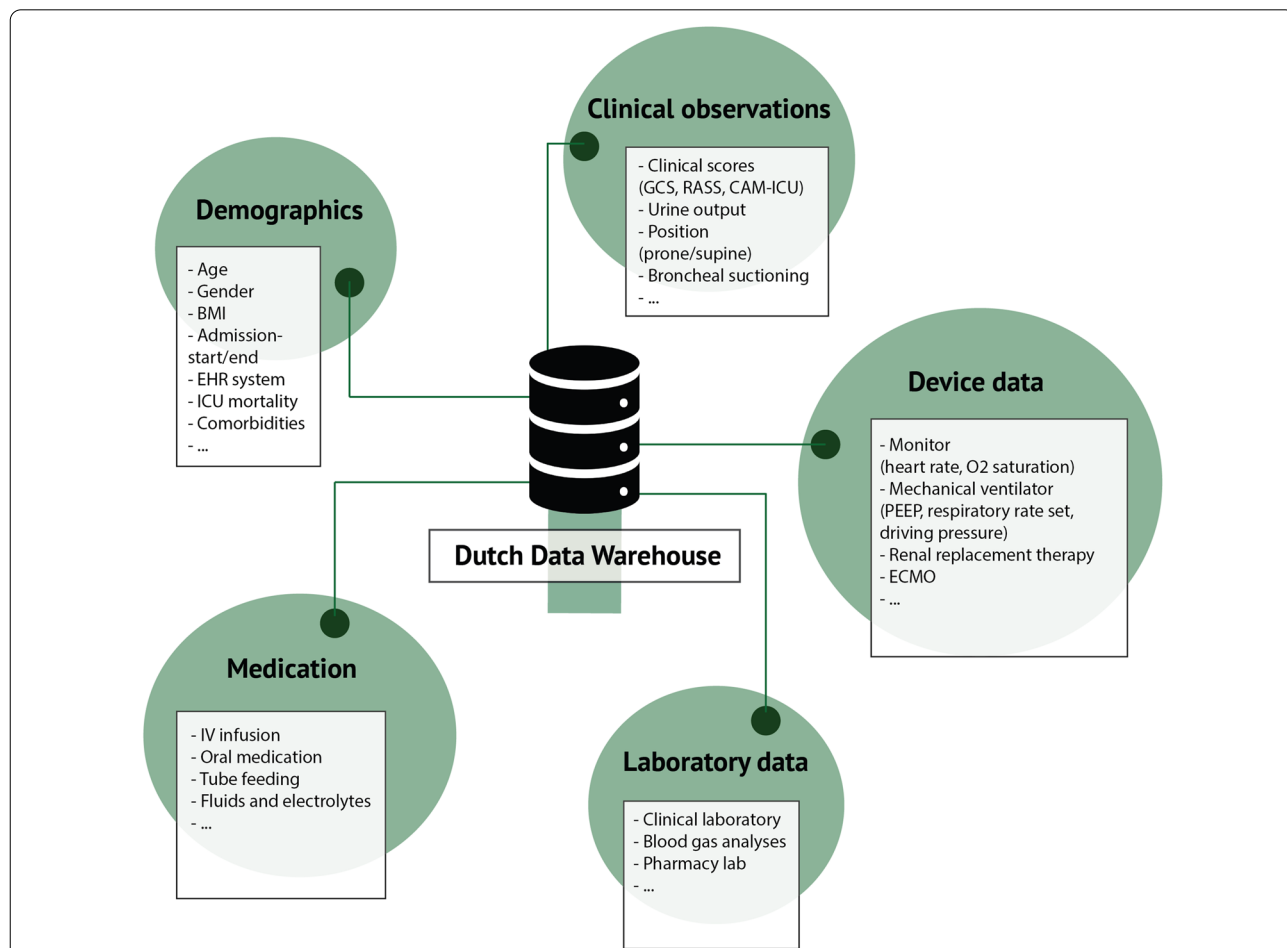 Clinical observations
- Clinical scores
(GCS, RASS, CAM-ICU)
- Urine output
- Position
(prone/supine)
- Broncheal suctioning
- ...
Demographics
- Age
- Gender
- BMI
- Admission-
start/end
- EHR system
- ICU mortality
- Comorbidities
- ...
Device data
- Monitor
(heart rate, O2 saturation)
- Mechanical ventilator
(PEEP, respiratory rate set,
driving pressure)
- Renal replacement therapy
- ECMO
- ...
Dutch Data Warehouse
Medication
- IV infusion
- Oral medication
- Tube feeding
- Fluids and electrolytes
- ...
Laboratory data
- Clinical laboratory
- Blood gas analyses
- Pharmacy lab
- ...